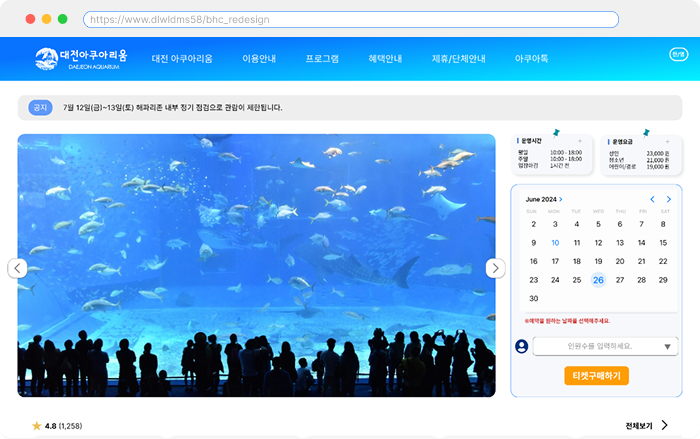 https://www.dlwldms58/bhc_redesign
대전아쿠아리움
DAEJEON AQUARIUM
대전 아쿠아리움 이용안내 프로그램 혜택안내 제휴/단체안내 아쿠아톡
한/영
공지 7월 12일(금)~13일(토) 해파리존 내부 정기 점검으로 관람이 제한됩니다.
운영시간 +
평일 10:00 - 18:00
주말 10:00 - 18:00
입장마감 1시간 전
운영요금 +
성인 23,000 원
청소년 21,000 원
어린이/경로 19,000 원
June 2024
SUN MON TUE WED THU FRI SAT
2 3 4 5 6 7 8
9 10 11 12 13 14 15
16 17 18 19 20 21 22
23 24 25 26 27 28 29
30
※예약을 원하는 날짜를 선택해주세요.
인원수를 입력하세요.
티켓구매하기
4.8 (1,258)
전체보기